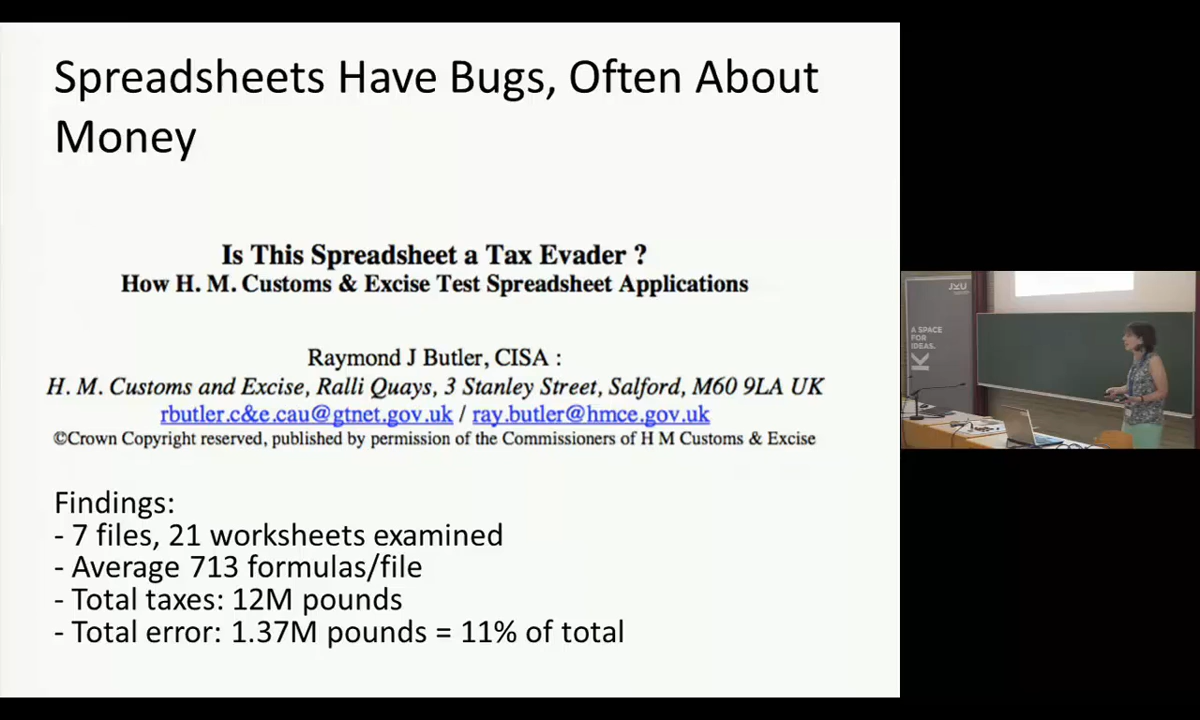 Spreadsheets Have Bugs, Often About
Money
Is This Spreadsheet a Tax Evader ?
How H. M. Customs & Excise Test Spreadsheet Applications
Raymond J Butler, CISA :
H. M. Customs and Excise, Ralli Quays, 3 Stanley Street, Salford, M60 9LA UK
rbutler.c&e.cau@gtnet.gov.uk / ray.butler@hmce.gov.uk
©Crown Copyright reserved, published by permission of the Commissioners of H M Customs & Excise
Findings:
- 7 files, 21 worksheets examined
- Average 713 formulas/file
- Total taxes: 12M pounds
- Total error: 1.37M pounds = 11% of total
JKU
A SPACE
FOR
IDEAS.